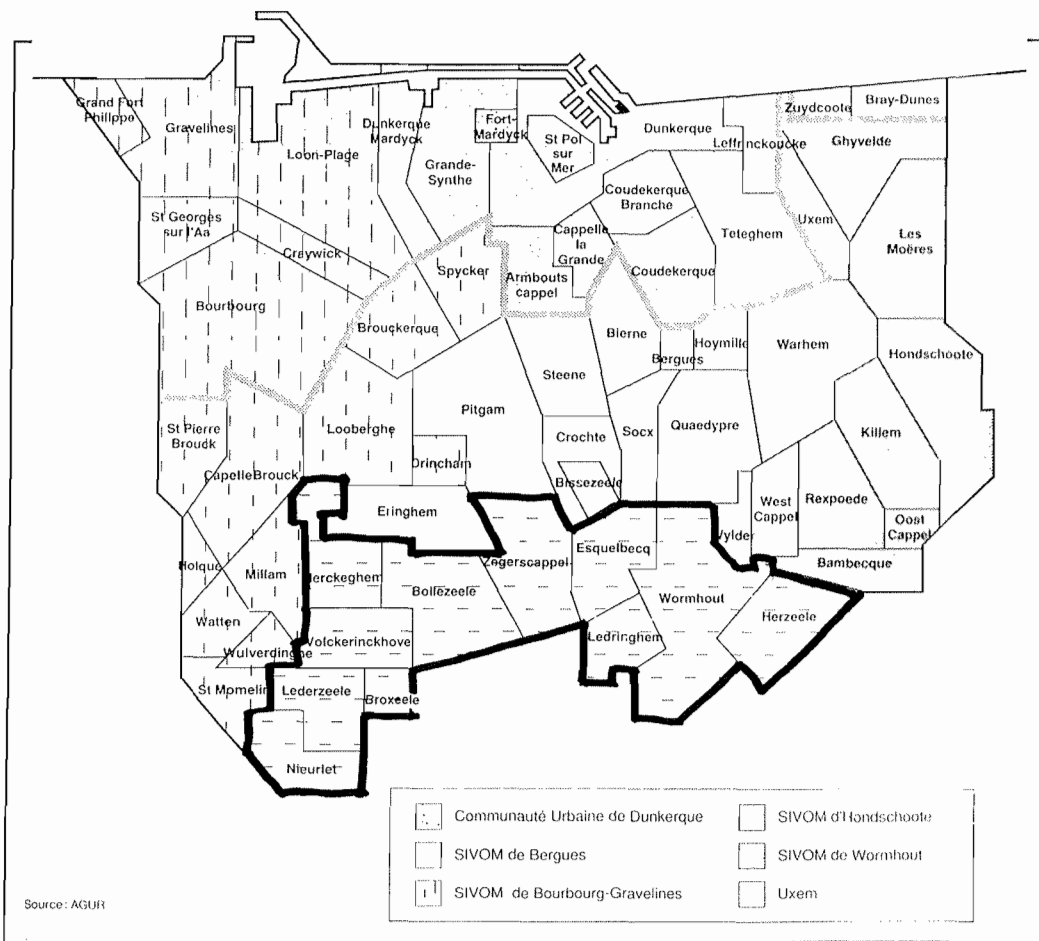 Grand Fort
Philippe
Gravelines
Loon-Plage
Dunkerque
Mardyck
Fort-
Mardyck
Grande-
Synthe
St Pol
sur
Mer
Dunkerque
Leffrinckoucke
Zuydcoote
Bray-Dunes
Ghyvelde
St Georges
sur l'Aa
Craywick
Bourbourg
Spycker
Armbouts
cappel
Cappelle
la
Grande
Coudekerque
Branche
Coudekerque
Teteghem
Uxem
Les
Moëres
Brouckerque
Bierne
Bergues
Hoymille
Warhem
Hondschoote
Steene
Pitgam
Looberghe
St Pierre
Brouck
CapelleBrouck
Drincham
Crochte
Bissezeele
Socx
Quaedypre
Killem
West
Cappel
Rexpoede
Oost
Cappel
Wylder
Bambecque
Eringhem
Holque
Millam
Merckeghem
Bollezeele
Zegerscappel
Esquelbecq
Wormhout
Herzeele
Ledringhem
Watten
Wulverdinghe
Volckerinckhove
St Momelin
Lederzeele
Broxeele
Nieurlet
Communauté Urbaine de Dunkerque
SIVOM de Bergues
SIVOM de Bourbourg-Gravelines
SIVOM d'Hondschoote
SIVOM de Wormhout
Uxem
Source: AGUR